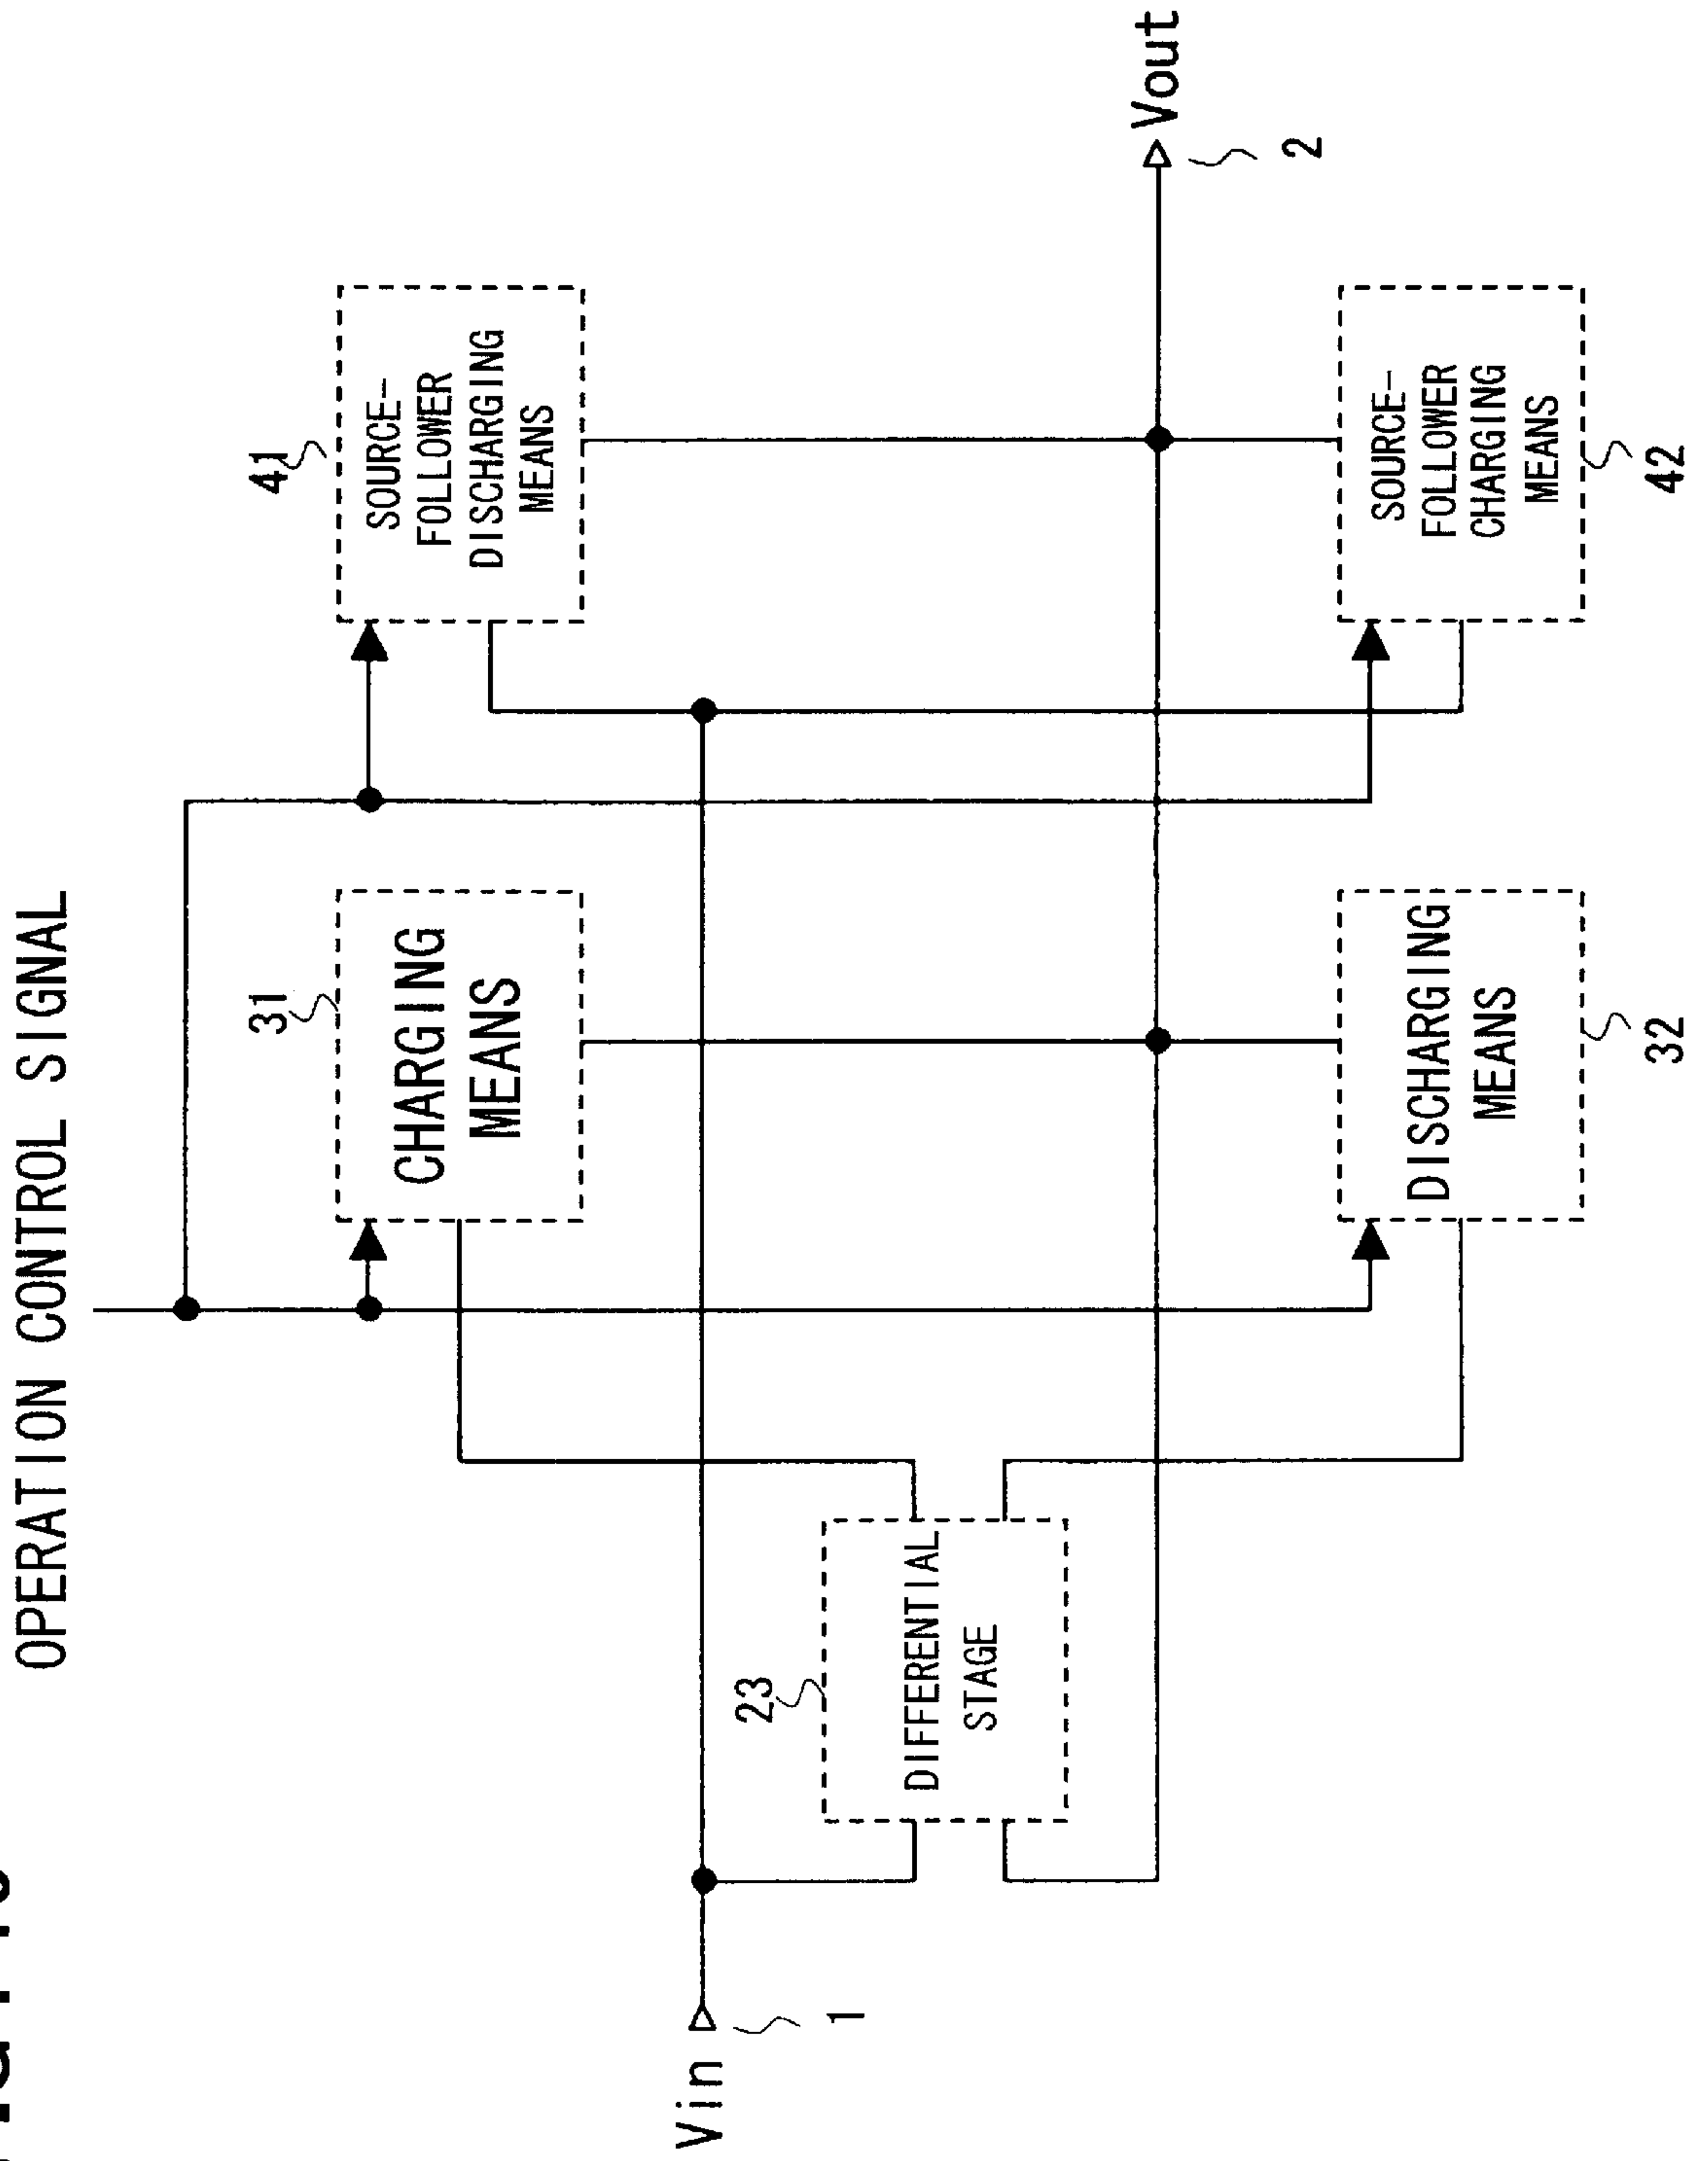 OPERATION CONTROL SIGNAL
31
CHARGING
MEANS
41
SOURCE-
FOLLOWER
DISCHARGING
MEANS
Vin
1
23
DIFFERENTIAL
STAGE
Vout
2
DISCHARGING
MEANS
32
SOURCE-
FOLLOWER
CHARGING
MEANS
42